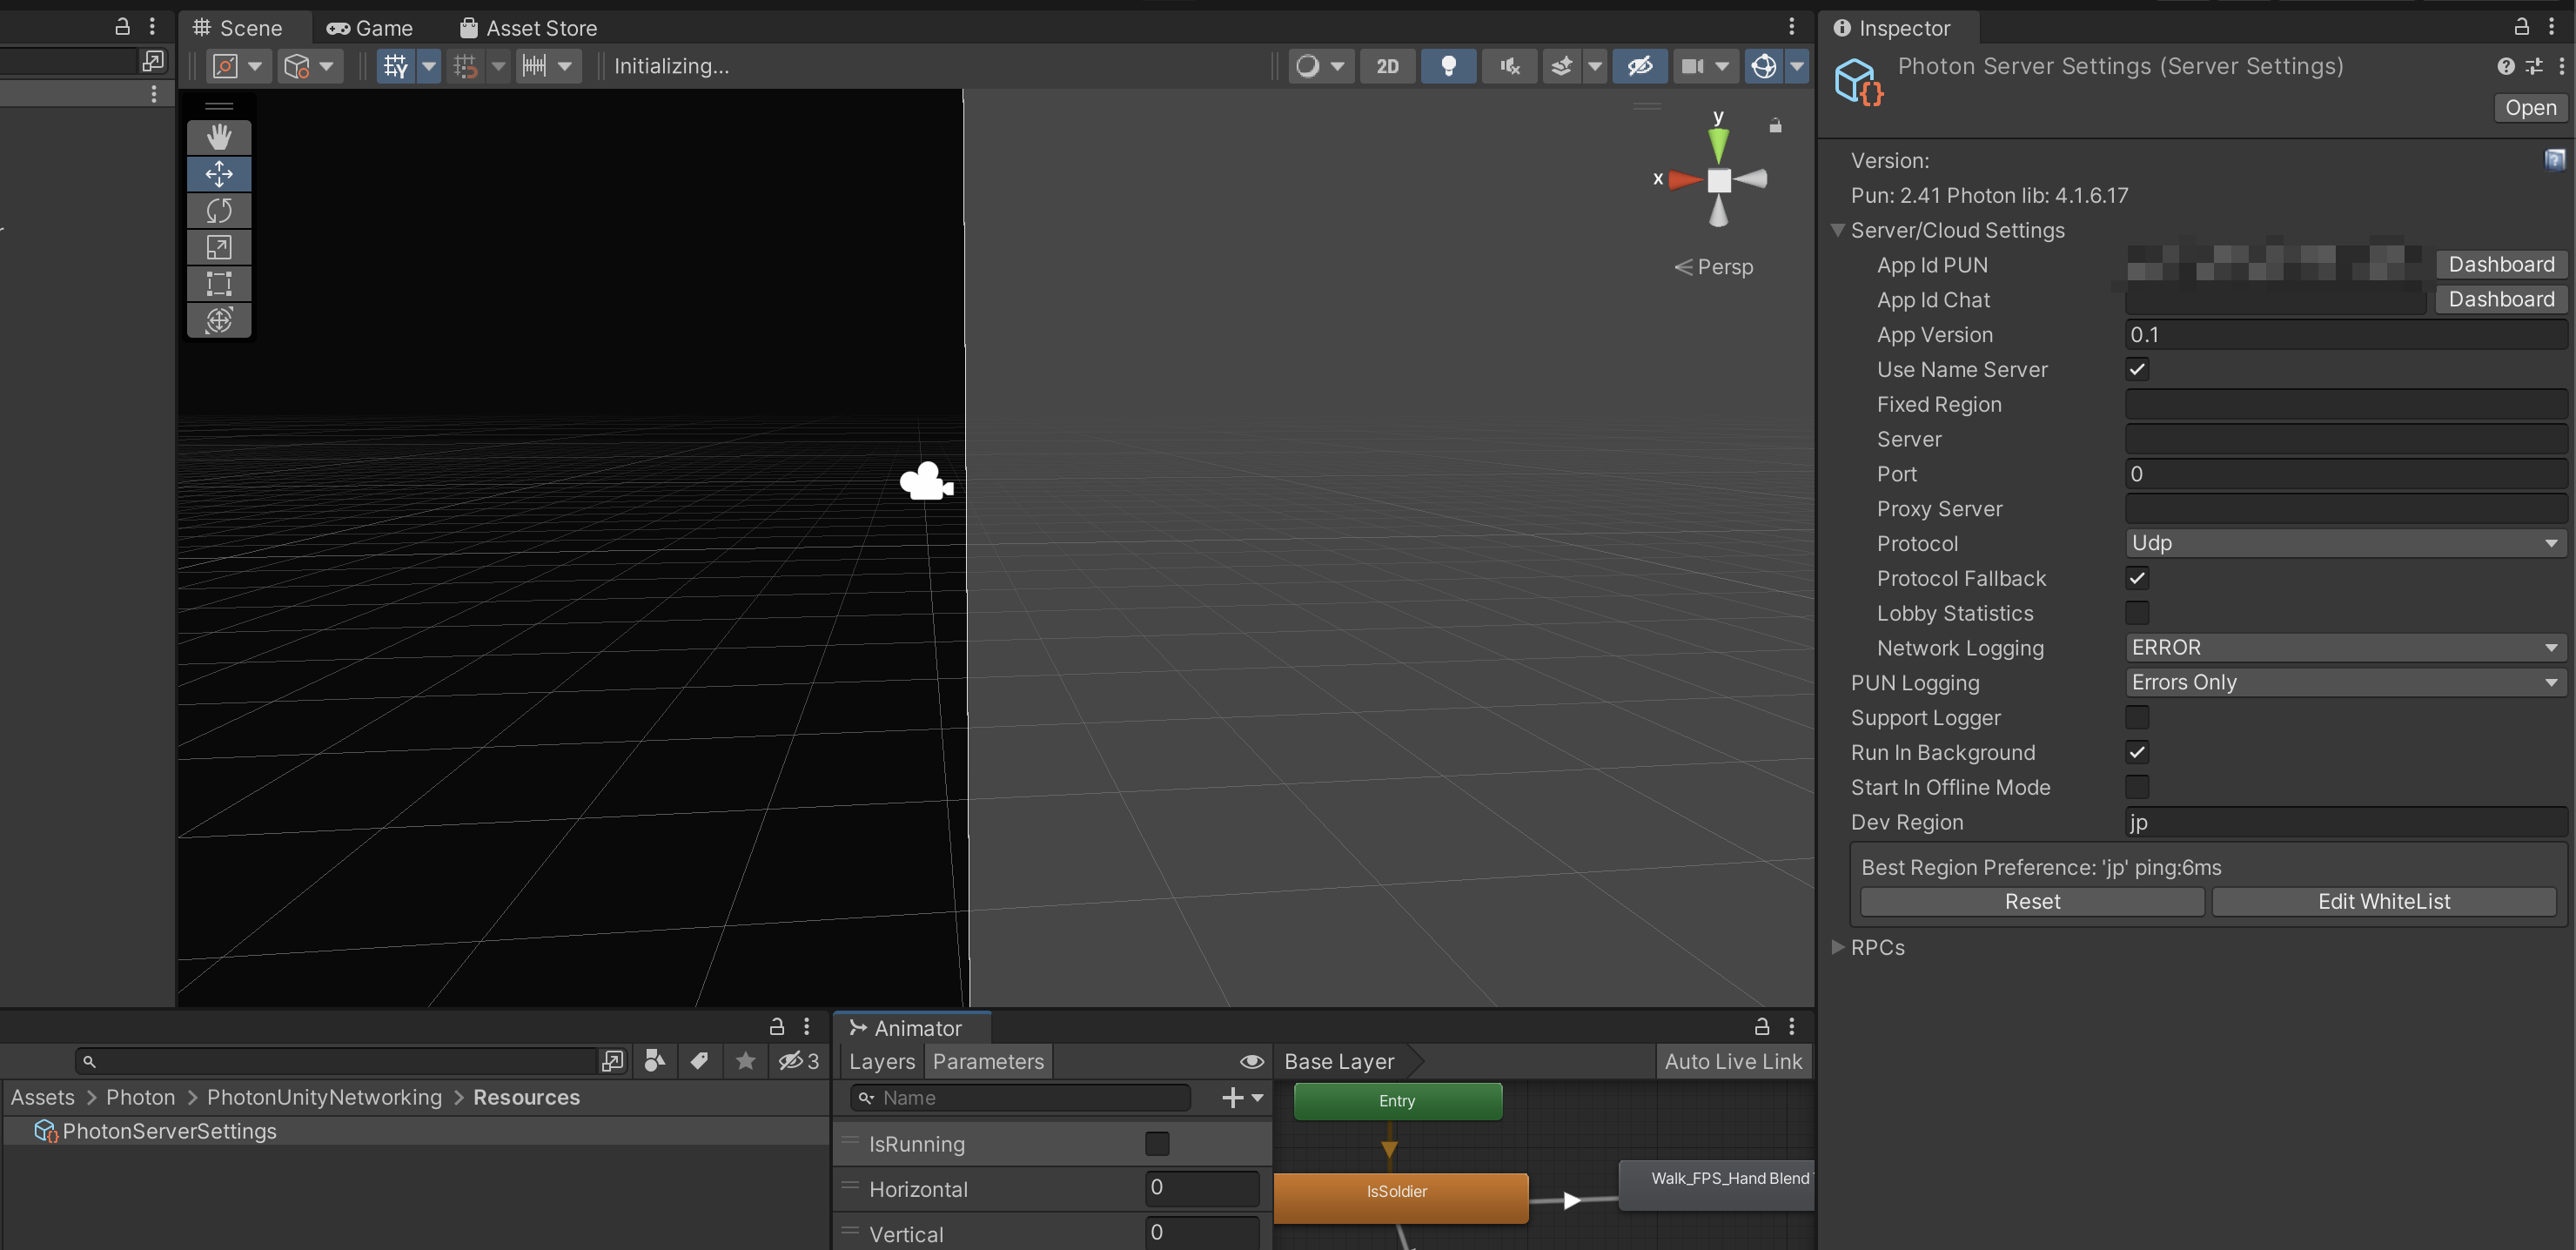 Scene
Game
Asset Store
Initializing...
2D
y
x
Persp
Inspector
Photon Server Settings (Server Settings)
Open
Version:
Pun: 2.41 Photon lib: 4.1.6.17
Server/Cloud Settings
App Id PUN
Dashboard
App Id Chat
Dashboard
App Version 0.1
Use Name Server
Fixed Region
Server
Port 0
Proxy Server
Protocol Udp
Protocol Fallback
Lobby Statistics
Network Logging ERROR
PUN Logging Errors Only
Support Logger
Run In Background
Start In Offline Mode
Dev Region jp
Best Region Preference: 'jp' ping:6ms
Reset
Edit WhiteList
RPCs
3
Assets > Photon > PhotonUnityNetworking > Resources
PhotonServerSettings
Animator
Layers
Parameters
Base Layer
Auto Live Link
Name
IsRunning
Horizontal 0
Vertical 0
Entry
IsSoldier
Walk_FPS_Hand Blend